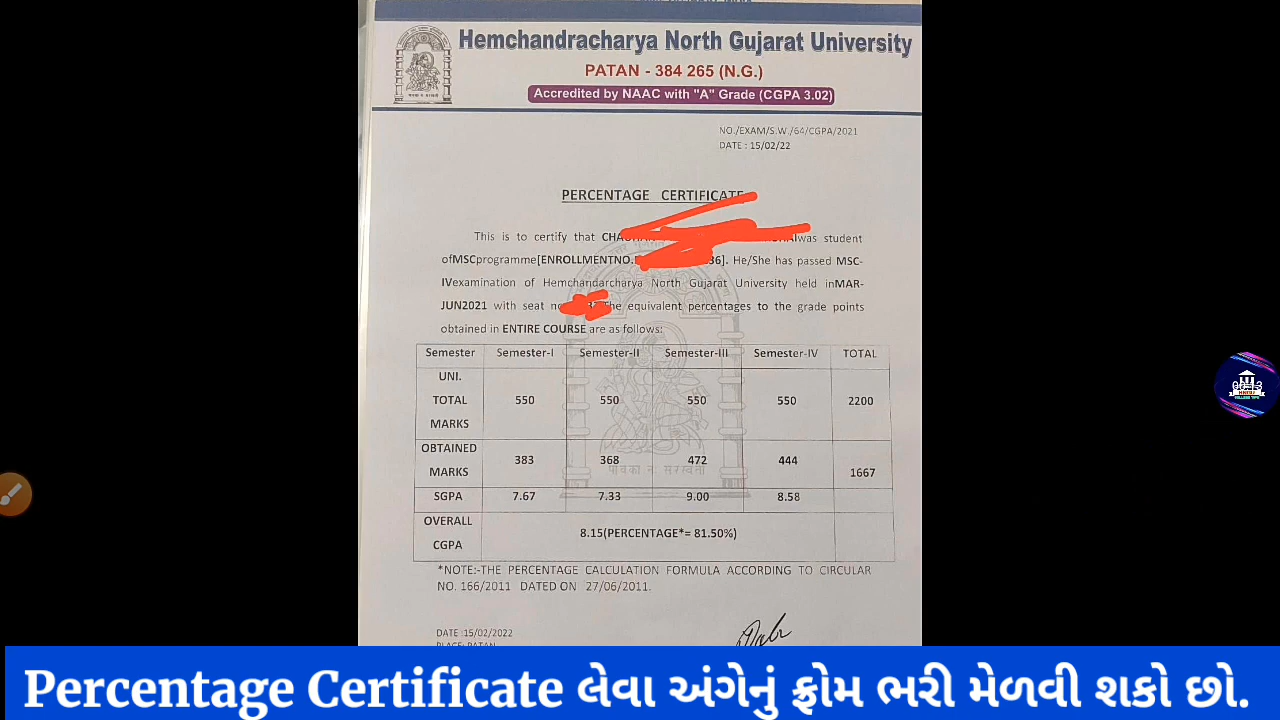 Hemchandracharya North Gujarat University
PATAN - 384 265 (N.G.)
Accredited by NAAC with "A" Grade (CGPA 3.02)
NO./EXAM/S.W./64/CGPA/2021
DATE : 15/02/22
PERCENTAGE CERTIFICATE
This is to certify that was student
ofMSCprogramme[ENROLLMENTNO. 36]. He/She has passed MSC-
IVexamination of Hemchandarcharya North Gujarat University held inMAR-
JUN2021 with seat no The equivalent percentages to the grade points
obtained in ENTIRE COURSE are as follows:
Semester Semester-I Semester-II Semester-III Semester-IV TOTAL
UNI.
TOTAL 550 550 550 550 2200
MARKS
OBTAINED
MARKS 383 368 472 444 1667
पावका न: सरस्वती
SGPA 7.67 7.33 9.00 8.58
OVERALL
CGPA 8.15(PERCENTAGE*= 81.50%)
*NOTE:-THE PERCENTAGE CALCULATION FORMULA ACCORDING TO CIRCULAR
NO. 166/2011 DATED ON 27/06/2011.
DATE :15/02/2022
PLACE: PATAN
Percentage Certificate લેવા અંગેનું ફ્રોમ ભરી મેળવી શકો છો.